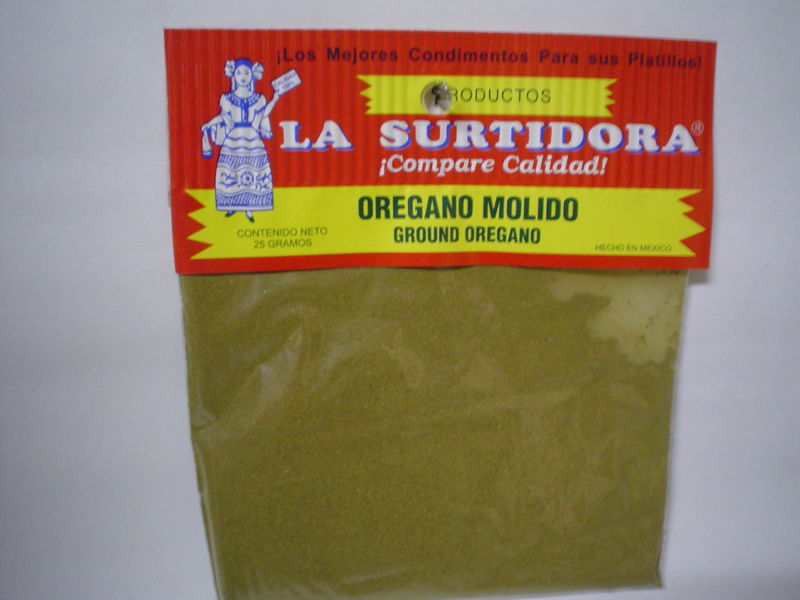 ¡Los Mejores Condimentos Para sus Platillos!
RODUCTOS
LA SURTIDORA®
¡Compare Calidad!
OREGANO MOLIDO
GROUND OREGANO
CONTENIDO NETO
25 GRAMOS
HECHO EN MEXICO